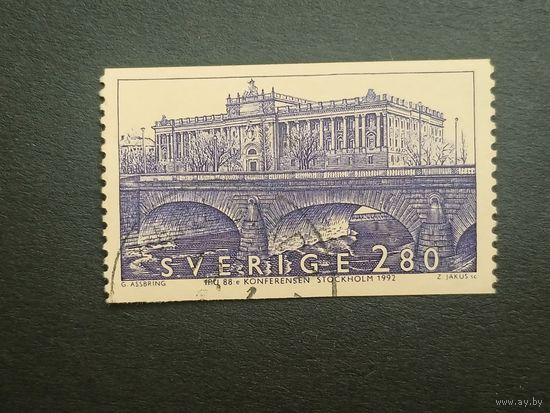 SVERIGE 280
G. ASSBRING IPU 88:e KONFERENSEN STOCKHOLM 1992 Z. JAKUS sc.
© www.ay.by